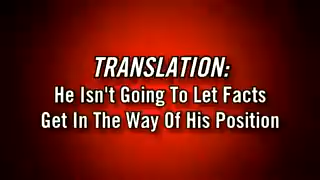 TRANSLATION:
He Isn't Going To Let Facts
Get In The Way Of His Position